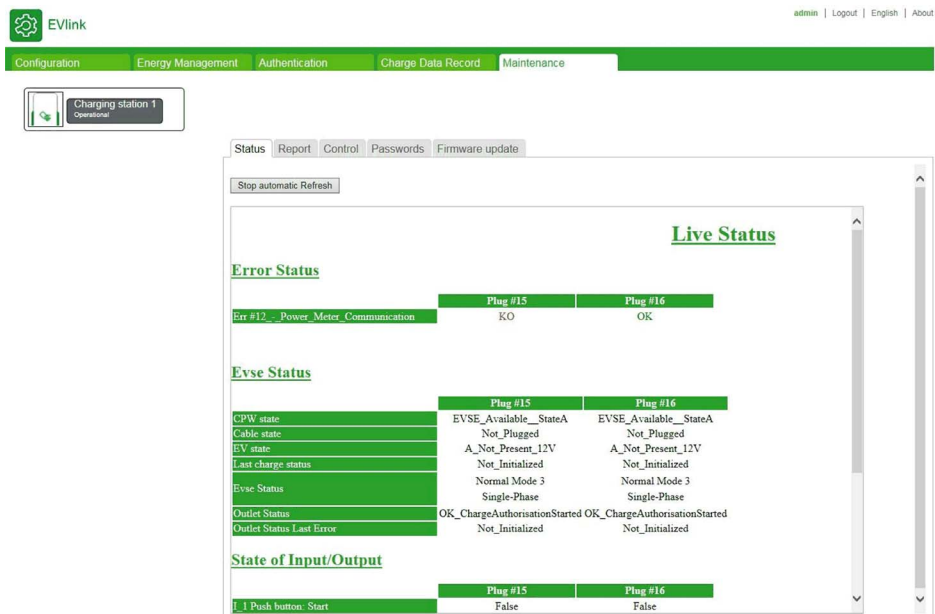 admin | Logout | English | About
EVlink
Configuration Energy Management Authentication Charge Data Record Maintenance
Charging station 1
Operational
Status Report Control Passwords Firmware update
Stop automatic Refresh
Live Status
Error Status
Plug #15 Plug #16
Err #12_-_Power_Meter_Communication KO OK
Evse Status
Plug #15 Plug #16
CPW state EVSE_Available__StateA EVSE_Available__StateA
Cable state Not_Plugged Not_Plugged
EV state A_Not_Present_12V A_Not_Present_12V
Last charge status Not_Initialized Not_Initialized
Evse Status Normal Mode 3 Normal Mode 3
Single-Phase Single-Phase
Outlet Status OK_ChargeAuthorisationStarted OK_ChargeAuthorisationStarted
Outlet Status Last Error Not_Initialized Not_Initialized
State of Input/Output
Plug #15 Plug #16
I_1 Push button: Start False False